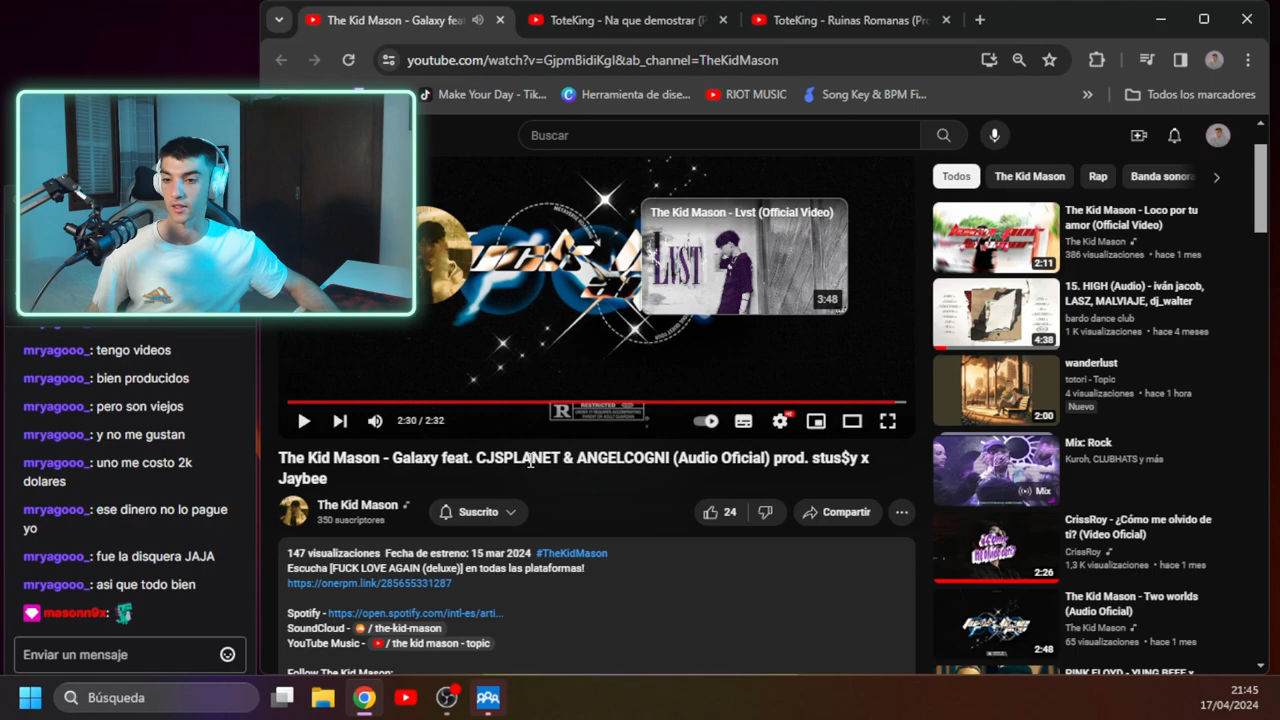 The Kid Mason - Galaxy feat.
ToteKing - Na que demostrar (P
ToteKing - Ruinas Romanas (Pr
youtube.com/watch?v=GjpmBidiKgI&ab_channel=TheKidMason
Make Your Day - Tik...
Herramienta de dise...
RIOT MUSIC
Song Key & BPM Fi...
Todos los marcadores
Buscar
Todos
The Kid Mason
Rap
Banda sonora
The Kid Mason - Lvst (Official Video)
LVST
3:48
RESTRICTED
R
2:30 / 2:32
The Kid Mason - Galaxy feat. CJSPLANET & ANGELCOGNI (Audio Oficial) prod. stus$y x
Jaybee
The Kid Mason
350 suscriptores
Suscrito
24
Compartir
147 visualizaciones Fecha de estreno: 15 mar 2024 #TheKidMason
Escucha [FUCK LOVE AGAIN (deluxe)] en todas las plataformas!
https://onerpm.link/285655331287
Spotify - https://open.spotify.com/intl-es/arti...
SoundCloud - / the-kid-mason
YouTube Music - / the kid mason - topic
Follow The Kid Mason:
The Kid Mason - Loco por tu
amor (Official Video)
The Kid Mason
386 visualizaciones • hace 1 mes
2:11
15. HIGH (Audio) - iván jacob,
LASZ, MALVIAJE, dj_walter
bardo dance club
1 K visualizaciones • hace 4 meses
4:38
wanderlust
totori - Topic
4 visualizaciones • hace 1 mes
Nuevo
2:00
Mix: Rock
Kuroh, CLUBHATS y más
Mix
CrissRoy - ¿Cómo me olvido de
ti? (Video Oficial)
CrissRoy
1,3 K visualizaciones • hace 1 mes
2:26
The Kid Mason - Two worlds
(Audio Oficial)
The Kid Mason
65 visualizaciones • hace 1 mes
2:48
PINK FLOYD - YUNG BEEF x
mryagooo_: tengo videos
mryagooo_: bien producidos
mryagooo_: pero son viejos
mryagooo_: y no me gustan
mryagooo_: uno me costo 2k
dolares
mryagooo_: ese dinero no lo pague
yo
mryagooo_: fue la disquera JAJA
mryagooo_: asi que todo bien
masonn9x:
Enviar un mensaje
Búsqueda
21:45
17/04/2024